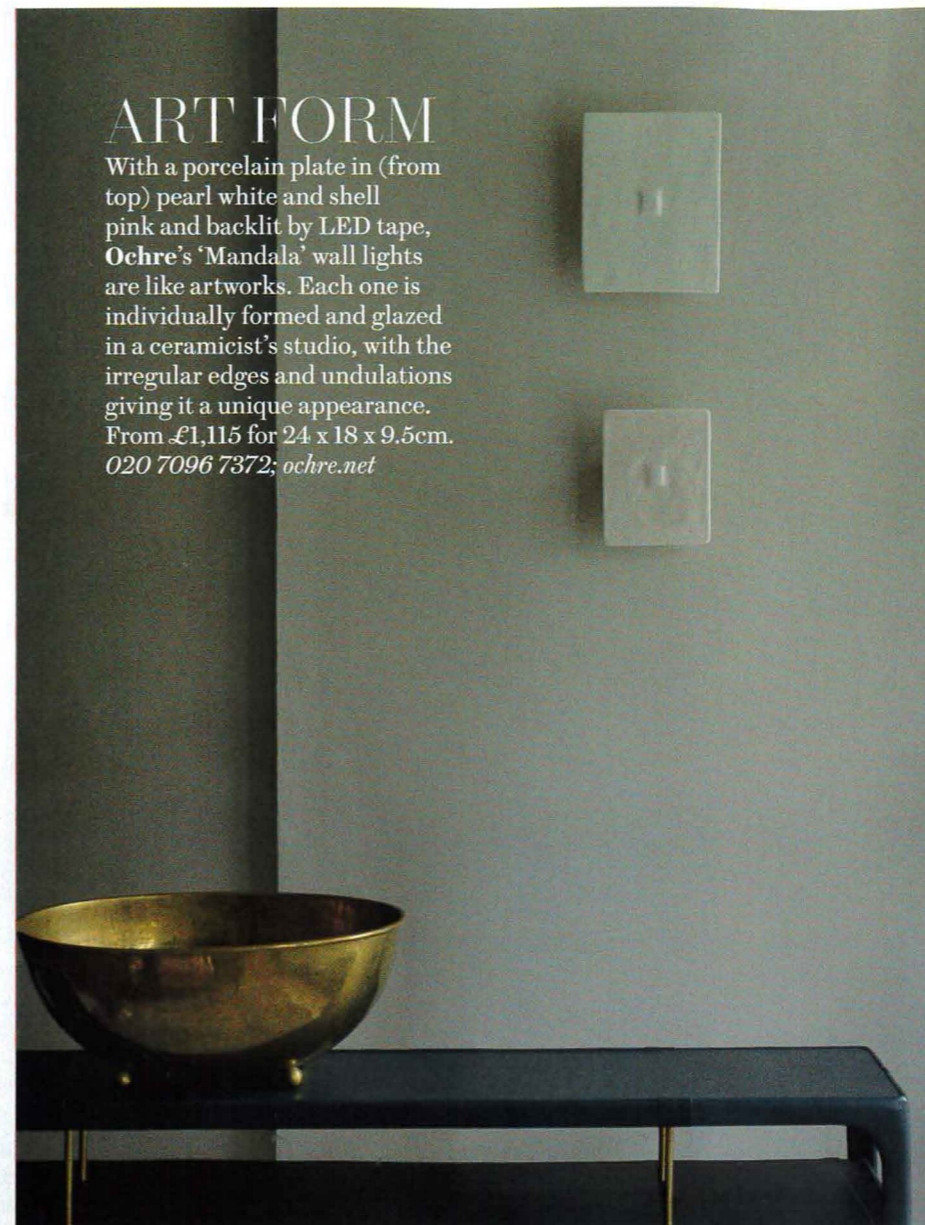 ART FORM
With a porcelain plate in (from
top) pearl white and shell
pink and backlit by LED tape,
Ochre's ‘Mandala’ wall lights
are like artworks. Each one is
individually formed and glazed
in a ceramicist's studio, with the
irregular edges and undulations
giving it a unique appearance.
From £1,115 for 24 x 18 x 9.5cm.
020 7096 7372; ochre.net